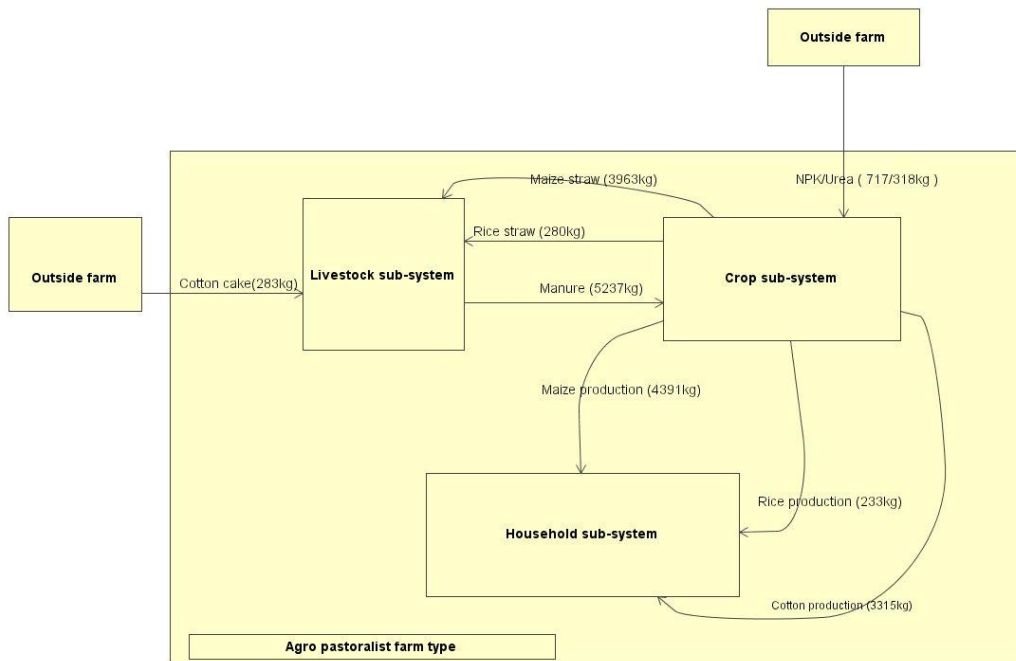 Outside farm
Maize straw (3963kg)
NPK/Urea ( 717/318kg )
Rice straw (280kg)
Outside farm
Cotton cake(283kg)
Livestock sub-system
Manure (5237kg)
Crop sub-system
Maize production (4391kg)
Rice production (233kg)
Household sub-system
Cotton production (3315kg)
Agro pastoralist farm type